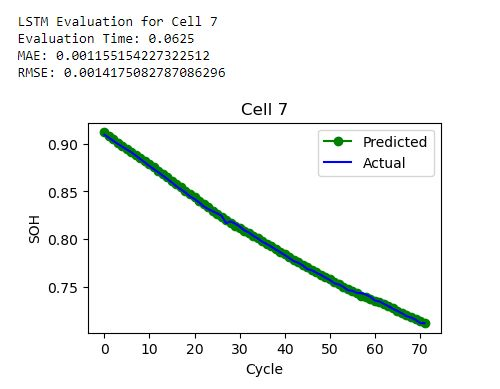 LSTM Evaluation for Cell 7
Evaluation Time: 0.0625
MAE: 0.001155154227322512
RMSE: 0.0014175082787086296
Cell 7
Predicted
Actual
0.90
0.85
0.80
0.75
SOH
0 10 20 30 40 50 60 70
Cycle